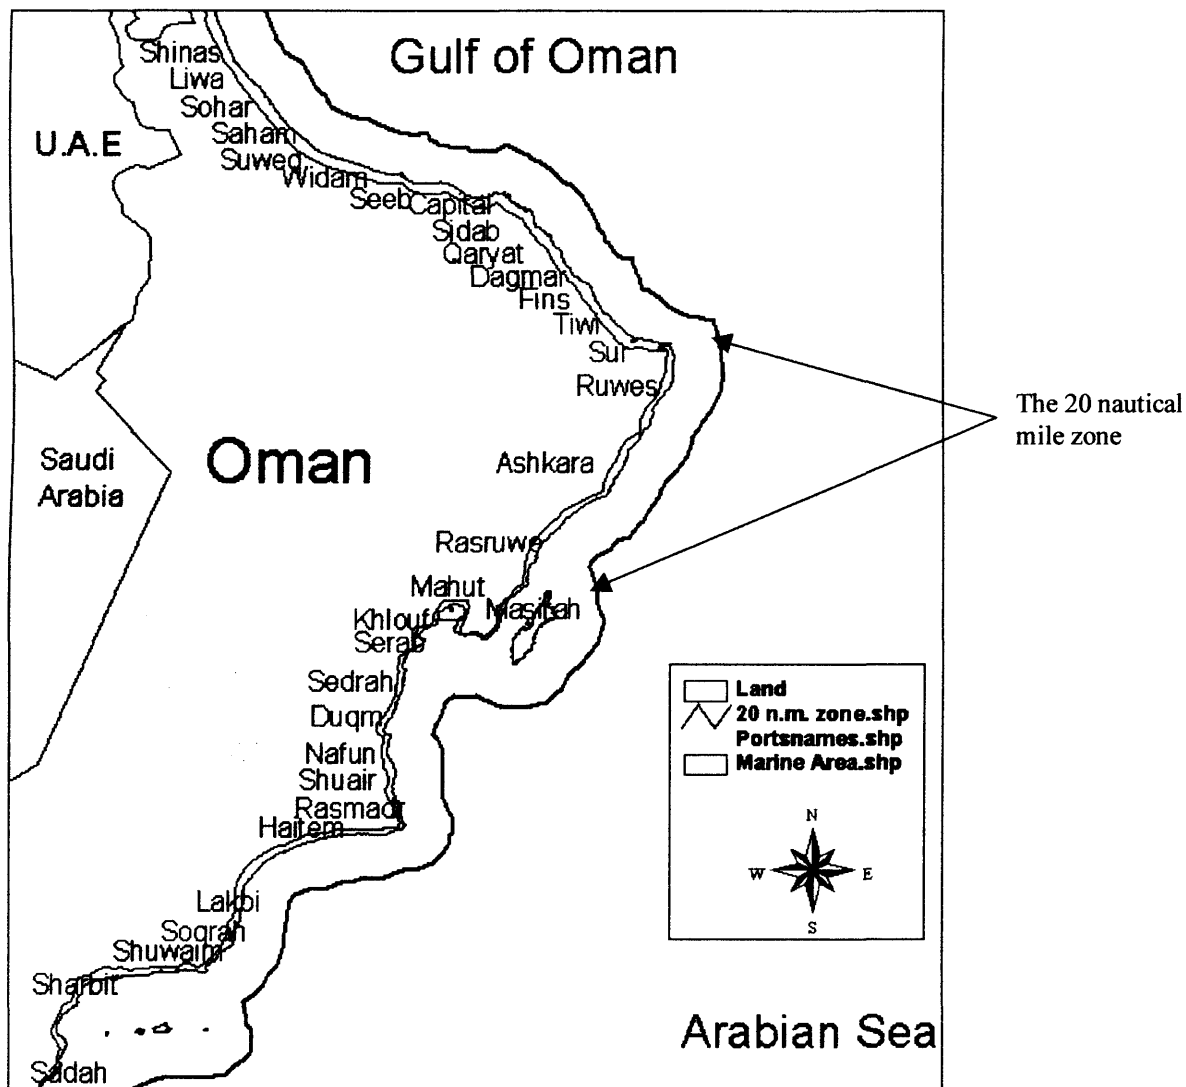 Gulf of Oman
Shinas
Liwa
Sohar
Saham
U.A.E
Suweq
Widam
Seeb
Capital
Sidab
Qaryat
Dagmar
Fins
Tiwi
Sur
Ruwes
The 20 nautical
mile zone
Saudi
Arabia
Oman
Ashkara
Rasruwe
Mahut
Masirah
Khlouf
Serab
Sedrah
Duqm
Nafun
Shuair
Rasmadr
Haitem
Land
20 n.m. zone.shp
Portsnames.shp
Marine Area.shp
N
W
E
S
Lakbi
Soqrah
Shuwaim
Sharbit
Sadah
Arabian Sea